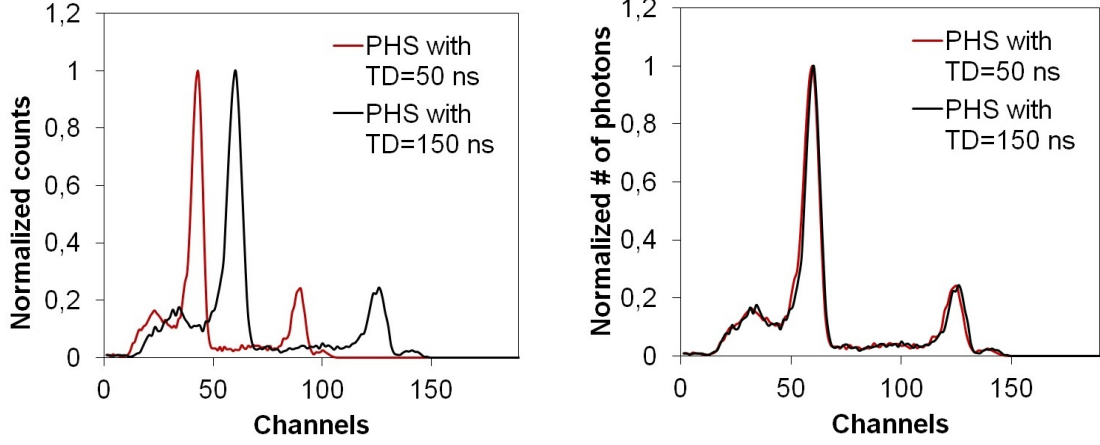 1,2
1
0,8
0,6
0,4
0,2
0
Normalized counts
PHS with
TD=50 ns
PHS with
TD=150 ns
0 50 100 150
Channels
1,2
1
0,8
0,6
0,4
0,2
0
Normalized # of photons
PHS with
TD=50 ns
PHS with
TD=150 ns
0 50 100 150
Channels